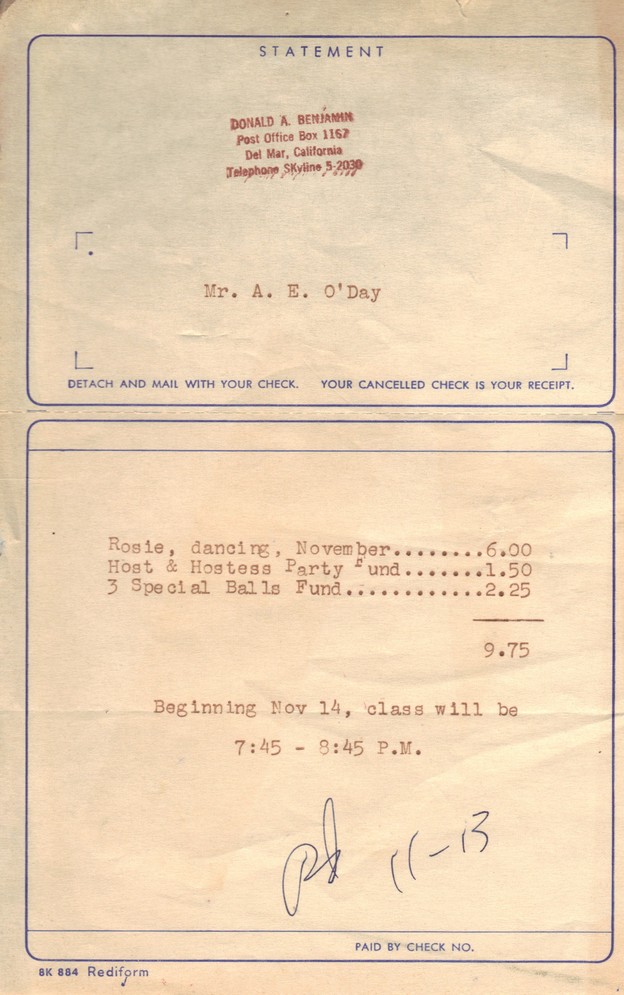 STATEMENT
DONALD A. BENJAMIN
Post Office Box 1167
Del Mar, California
Telephone SKyline 5-2030
Mr. A. E. O'Day
DETACH AND MAIL WITH YOUR CHECK. YOUR CANCELLED CHECK IS YOUR RECEIPT.
Rosie, dancing, November........6.00
Host & Hostess Party Fund.......1.50
3 Special Balls Fund............2.25
9.75
Beginning Nov 14, class will be
7:45 - 8:45 P.M.
Pd 11-13
PAID BY CHECK NO.
8K 884 Rediform